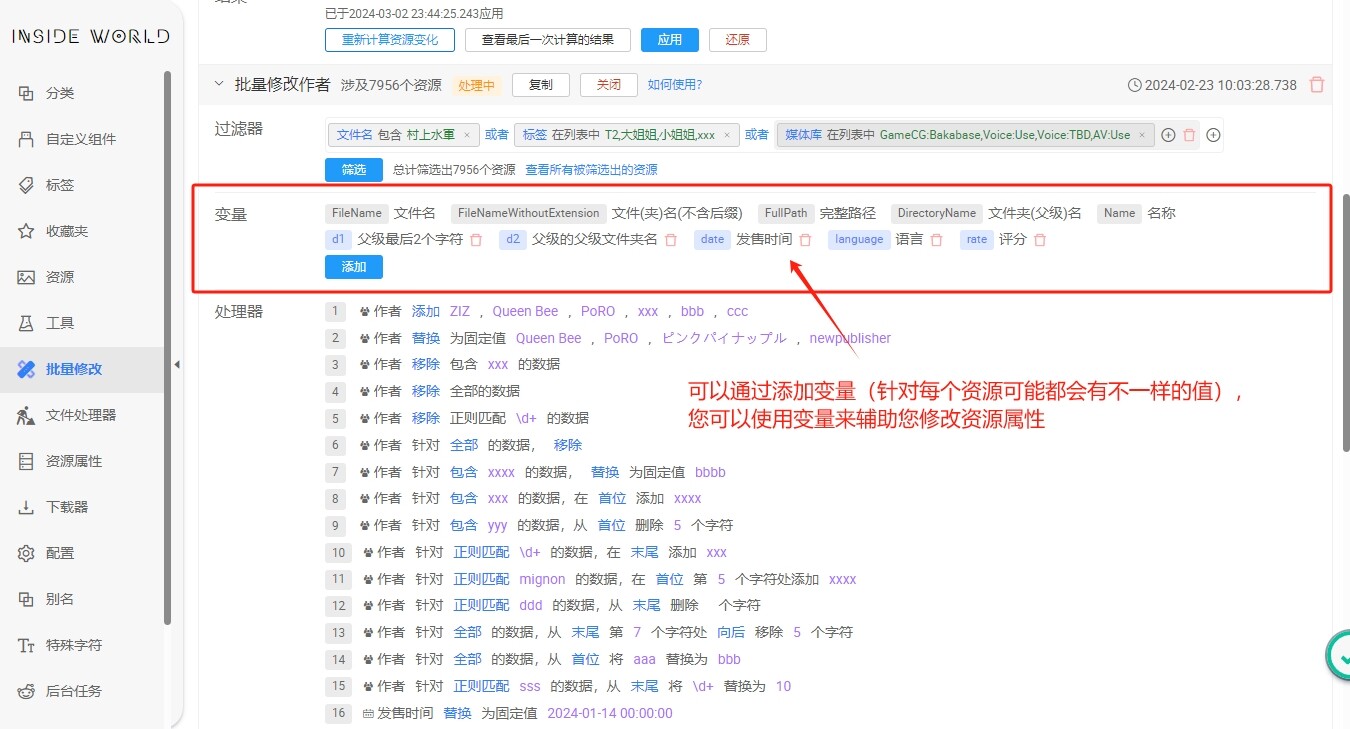 INSIDE WORLD
分类
自定义组件
标签
收藏夹
资源
工具
批量修改
文件处理器
资源属性
下载器
配置
别名
特殊字符
后台任务
已于2024-03-02 23:44:25.243应用
重新计算资源变化 查看最后一次计算的结果 应用 还原
批量修改作者 涉及7956个资源 处理中 复制 关闭 如何使用? 2024-02-23 10:03:28.738
过滤器 文件名 包含 村上水軍 × 或者 标签 在列表中 T2,大姐姐,小姐姐,xxx × 或者 媒体库 在列表中 GameCG:Bakabase,Voice:Use,Voice:TBD,AV:Use ×
筛选 总计筛选出7956个资源 查看所有被筛选出的资源
变量 FileName 文件名 FileNameWithoutExtension 文件(夹)名(不含后缀) FullPath 完整路径 DirectoryName 文件夹(父级)名 Name 名称
d1 父级最后2个字符 d2 父级的父级文件夹名 date 发售时间 language 语言 rate 评分
添加
处理器 1 作者 添加 ZIZ , Queen Bee , PoRO , xxx , bbb , ccc
2 作者 替换 为固定值 Queen Bee , PoRO , ピンクパイナップル , newpublisher
3 作者 移除 包含 xxx 的数据
4 作者 移除 全部的数据
5 作者 移除 正则匹配 \d+ 的数据
6 作者 针对 全部 的数据， 移除
7 作者 针对 包含 xxxx 的数据， 替换 为固定值 bbbb
8 作者 针对 包含 xxx 的数据，在 首位 添加 xxxx
9 作者 针对 包含 yyy 的数据，从 首位 删除 5 个字符
10 作者 针对 正则匹配 \d+ 的数据，在 末尾 添加 xxx
11 作者 针对 正则匹配 mignon 的数据，在 首位 第 5 个字符处添加 xxxx
12 作者 针对 正则匹配 ddd 的数据，从 末尾 删除 个字符
13 作者 针对 全部 的数据，从 末尾 第 7 个字符处 向后 移除 5 个字符
14 作者 针对 全部 的数据，从 首位 将 aaa 替换为 bbb
15 作者 针对 正则匹配 sss 的数据，从 末尾 将 \d+ 替换为 10
16 发售时间 替换 为固定值 2024-01-14 00:00:00
可以通过添加变量（针对每个资源可能都会有不一样的值），
您可以使用变量来辅助您修改资源属性